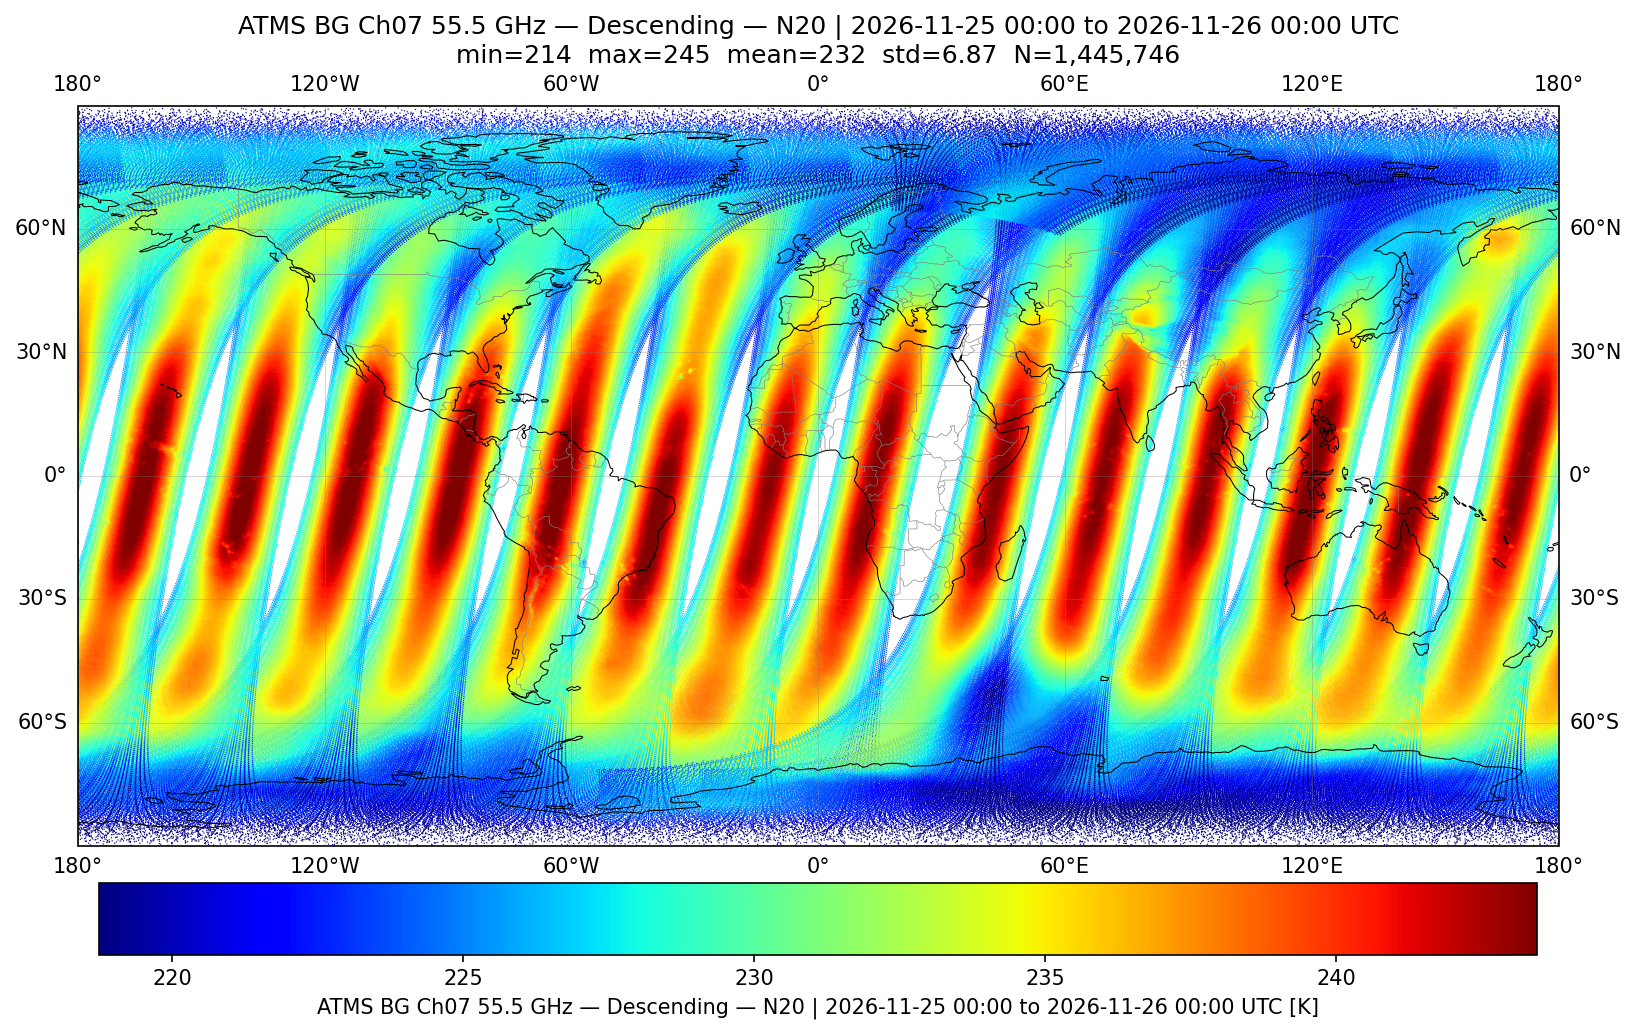 ATMS BG Ch07 55.5 GHz — Descending — N20 | 2026-11-25 00:00 to 2026-11-26 00:00 UTC
min=214 max=245 mean=232 std=6.87 N=1,445,746
180° 120°W 60°W 0° 60°E 120°E 180°
60°N 60°N
30°N 30°N
0° 0°
30°S 30°S
60°S 60°S
180° 120°W 60°W 0° 60°E 120°E 180°
220 225 230 235 240
ATMS BG Ch07 55.5 GHz — Descending — N20 | 2026-11-25 00:00 to 2026-11-26 00:00 UTC [K]